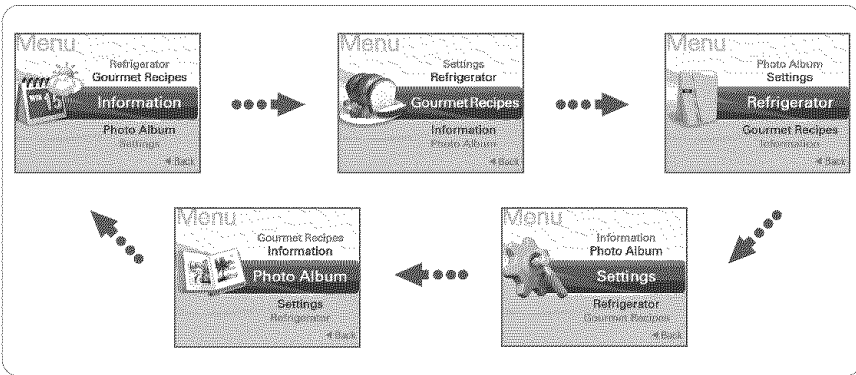 Menu
Refrigerator
Gourmet Recipes
Information
Photo Album
Settings
Back
Menu
Settings
Refrigerator
Gourmet Recipes
Information
Photo Album
Back
Menu
Photo Album
Settings
Refrigerator
Gourmet Recipes
Information
Back
Menu
Gourmet Recipes
Information
Photo Album
Settings
Refrigerator
Back
Menu
Information
Photo Album
Settings
Refrigerator
Gourmet Recipes
Back